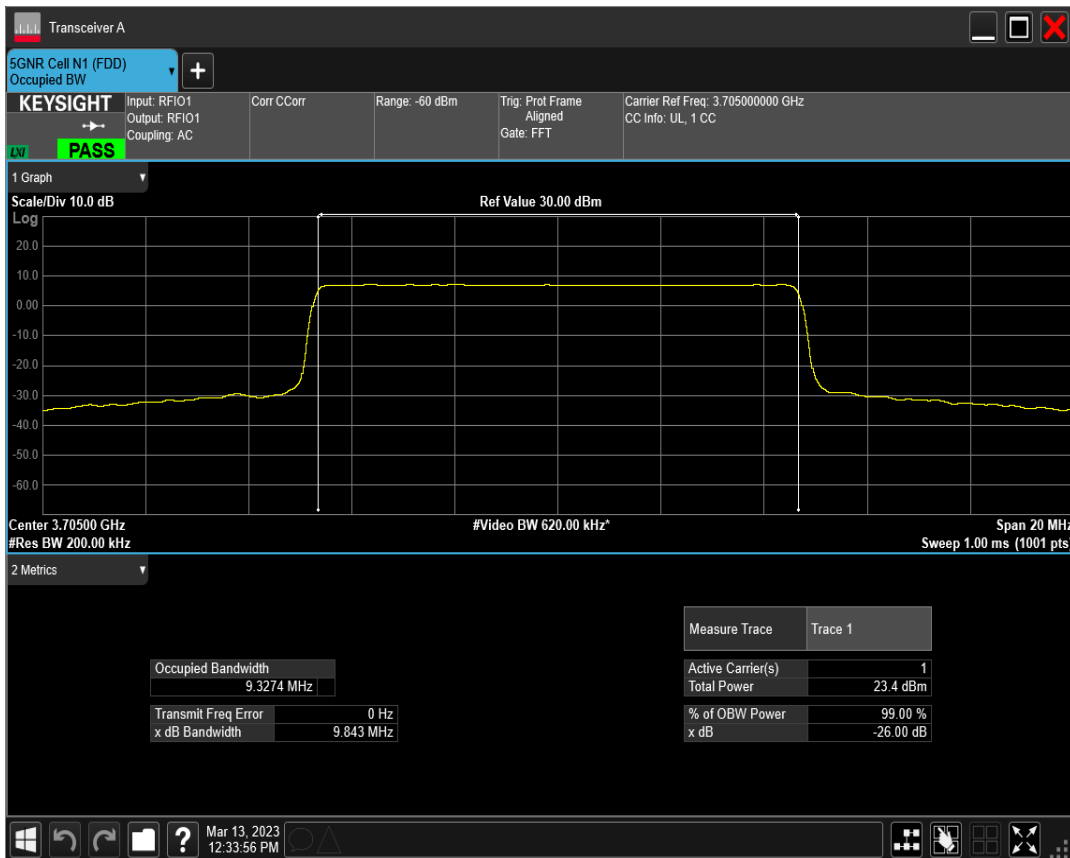 Transceiver A
5GNR Cell N1 (FDD)
Occupied BW
+
KEYSIGHT
LXI
PASS
Input: RFIO1
Output: RFIO1
Coupling: AC
Corr CCorr
Range: -60 dBm
Trig: Prot Frame
Aligned
Gate: FFT
Carrier Ref Freq: 3.705000000 GHz
CC Info: UL, 1 CC
1 Graph
Scale/Div 10.0 dB
Ref Value 30.00 dBm
Log
20.0
10.0
0.00
-10.0
-20.0
-30.0
-40.0
-50.0
-60.0
Center 3.70500 GHz
#Video BW 620.00 kHz*
Span 20 MHz
#Res BW 200.00 kHz
Sweep 1.00 ms (1001 pts)
2 Metrics
Measure Trace Trace 1
Occupied Bandwidth
9.3274 MHz
Active Carrier(s) 1
Total Power 23.4 dBm
Transmit Freq Error 0 Hz
x dB Bandwidth 9.843 MHz
% of OBW Power 99.00 %
x dB -26.00 dB
?
Mar 13, 2023
12:33:56 PM